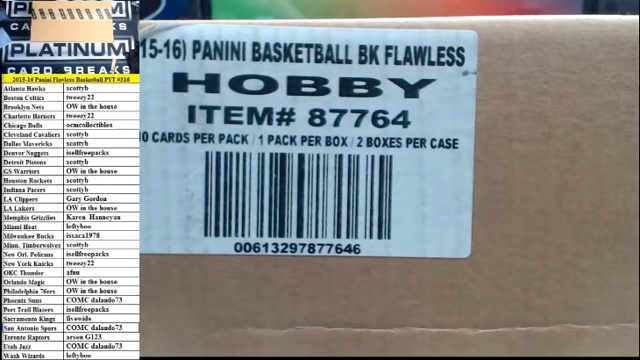 PLATINUM
CARD BREAKS
2015-16 Panini Flawless Basketball PYT #316
Atlanta Hawks scottyb
Boston Celtics tweezy22
Brooklyn Nets OW in the house
Charlotte Hornets tweezy22
Chicago Bulls ocmcollectibles
Cleveland Cavaliers scottyb
Dallas Mavericks scottyb
Denver Nuggets isellfreepacks
Detroit Pistons scottyb
GS Warriors OW in the house
Houston Rockets scottyb
Indiana Pacers scottyb
LA Clippers Gary Gordon
LA Lakers OW in the house
Memphis Grizzlies Karen Hauneyan
Miami Heat leftyboo
Milwaukee Bucks issaca1978
Minn. Timberwolves scottyb
New Orl. Pelicans isellfreepacks
New York Knicks tweezy22
OKC Thunder
Orlando Magic OW in the house
Philadelphia 76ers OW in the house
Phoenix Suns COMC dalando73
Port Trail Blazers isellfreepacks
Sacramento Kings fivewide
San Antonio Spurs COMC dalando73
Toronto Raptors arsen G123
Utah Jazz COMC dalando73
Wash Wizards leftyboo
15-16) PANINI BASKETBALL BK FLAWLESS
HOBBY
ITEM# 87764
10 CARDS PER PACK / 1 PACK PER BOX / 2 BOXES PER CASE
00613297877646